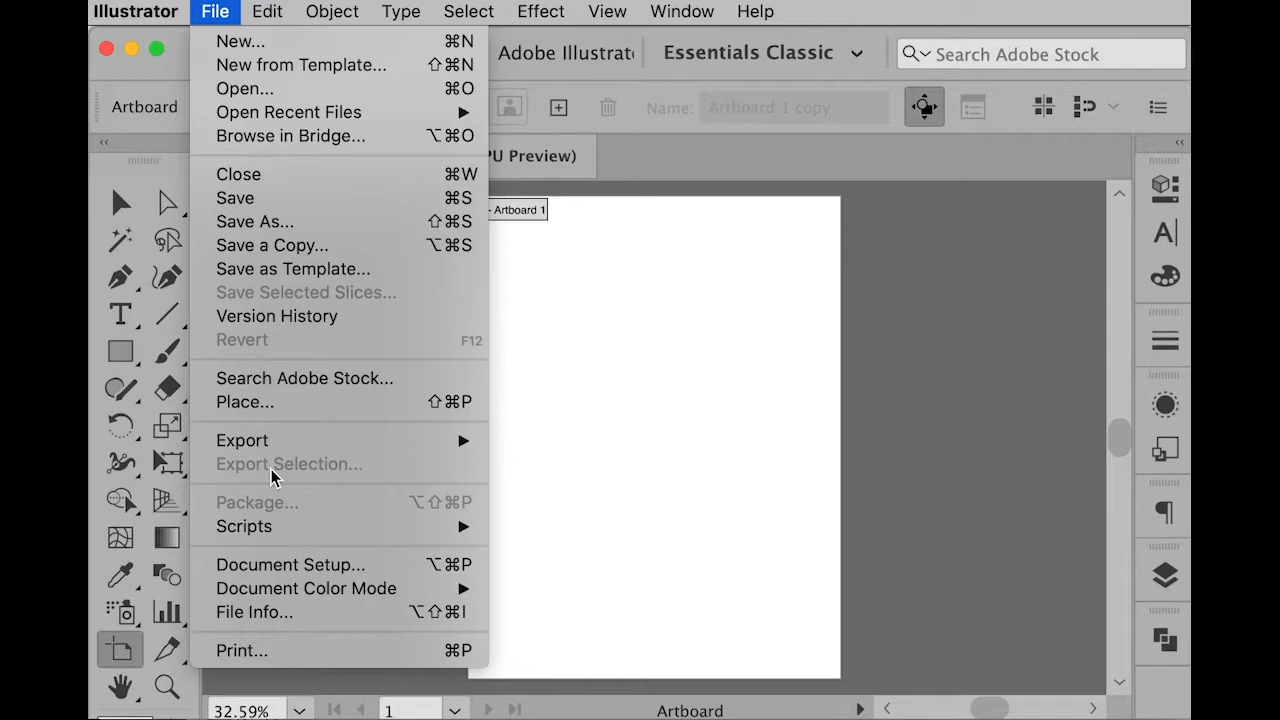 Illustrator File Edit Object Type Select Effect View Window Help
Adobe Illustrat Essentials Classic Search Adobe Stock
Artboard Name: Artboard 1 copy
PU Preview)
- Artboard 1
New... ⌘N
New from Template... ⇧⌘N
Open... ⌘O
Open Recent Files
Browse in Bridge... ⌥⌘O
Close ⌘W
Save ⌘S
Save As... ⇧⌘S
Save a Copy... ⌥⌘S
Save as Template...
Save Selected Slices...
Version History
Revert F12
Search Adobe Stock...
Place... ⇧⌘P
Export
Export Selection...
Package... ⌥⇧⌘P
Scripts
Document Setup... ⌥⌘P
Document Color Mode
File Info... ⌥⇧⌘I
Print... ⌘P
32.59% 1 Artboard